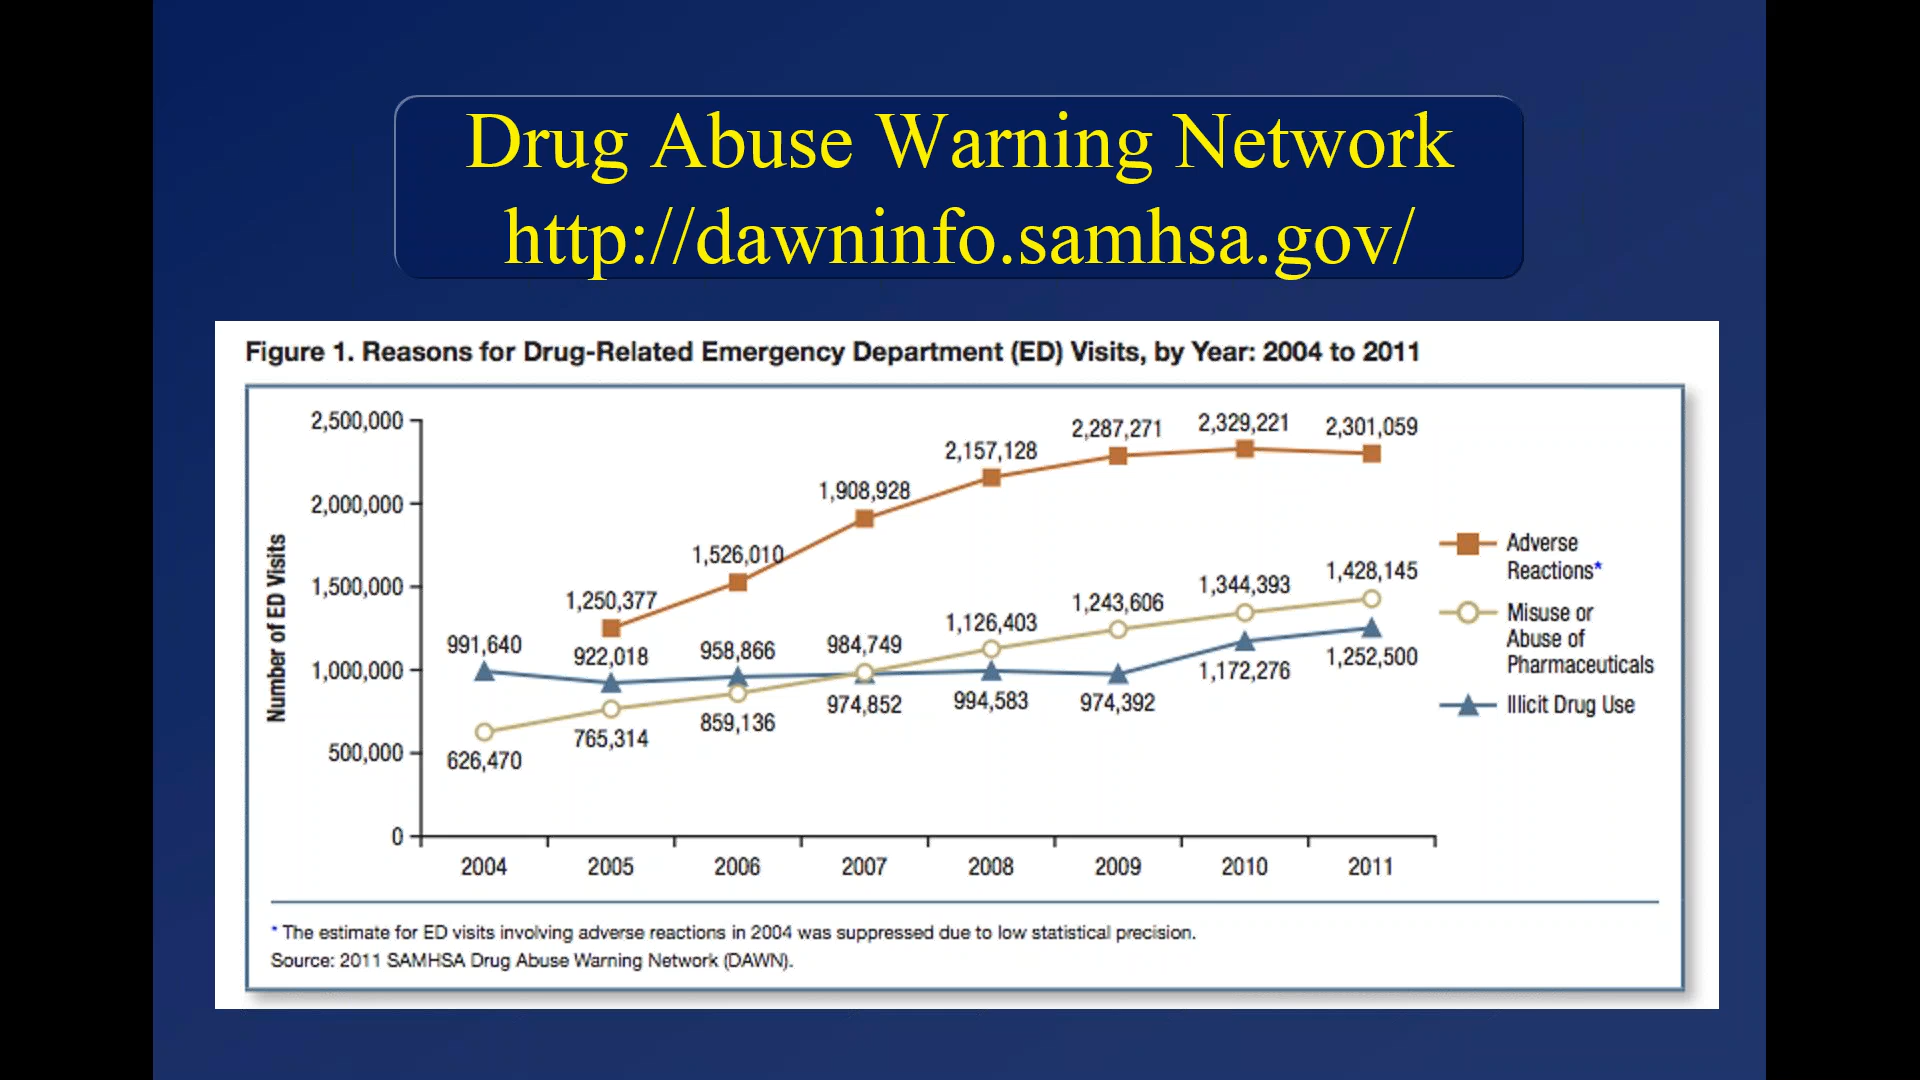 Drug Abuse Warning Network
http://dawninfo.samhsa.gov/
Figure 1. Reasons for Drug-Related Emergency Department (ED) Visits, by Year: 2004 to 2011
Number of ED Visits
2,500,000
2,000,000
1,500,000
1,000,000
500,000
0
1,250,377
1,526,010
1,908,928
2,157,128
2,287,271
2,329,221
2,301,059
991,640
922,018
958,866
984,749
1,126,403
1,243,606
1,344,393
1,428,145
626,470
765,314
859,136
974,852
994,583
974,392
1,172,276
1,252,500
2004 2005 2006 2007 2008 2009 2010 2011
Adverse
Reactions*
Misuse or
Abuse of
Pharmaceuticals
Illicit Drug Use
* The estimate for ED visits involving adverse reactions in 2004 was suppressed due to low statistical precision.
Source: 2011 SAMHSA Drug Abuse Warning Network (DAWN).